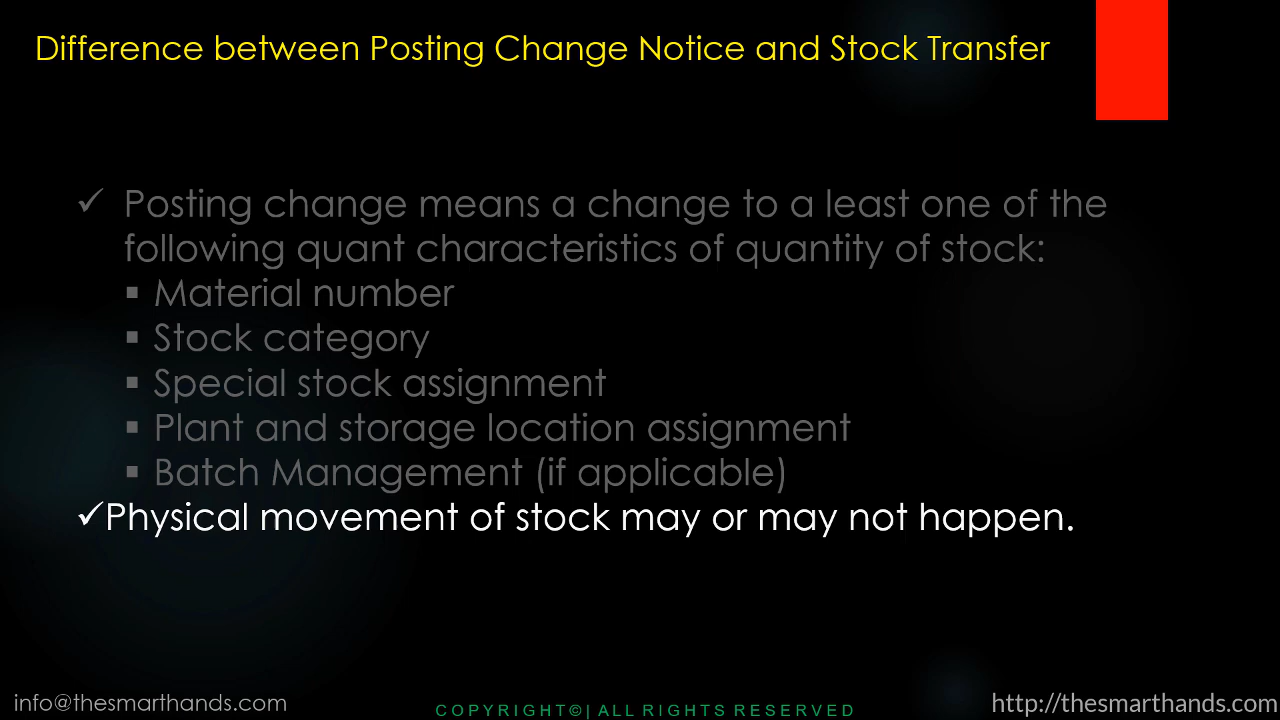 Difference between Posting Change Notice and Stock Transfer
✓ Posting change means a change to a least one of the
following quant characteristics of quantity of stock:
▪ Material number
▪ Stock category
▪ Special stock assignment
▪ Plant and storage location assignment
▪ Batch Management (if applicable)
✓Physical movement of stock may or may not happen.
info@thesmarthands.com
COPYRIGHT©| ALL RIGHTS RESERVED
http://thesmarthands.com